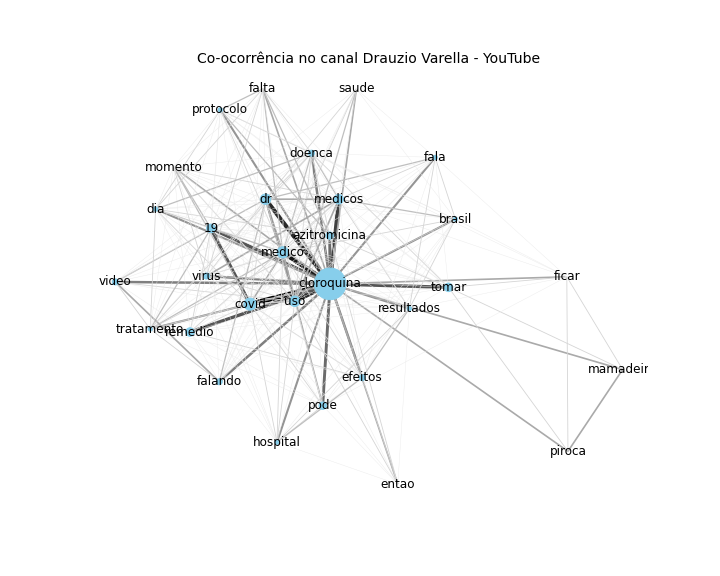 Co-ocorrência no canal Drauzio Varella - YouTube
falta
saude
protocolo
doenca
fala
momento
dr
medicos
dia
brasil
19
azitromicina
medico
virus
ficar
video
cloroquina
tomar
covid
uso
resultados
tratamento
remedio
mamadeir
falando
efeitos
pode
hospital
piroca
entao